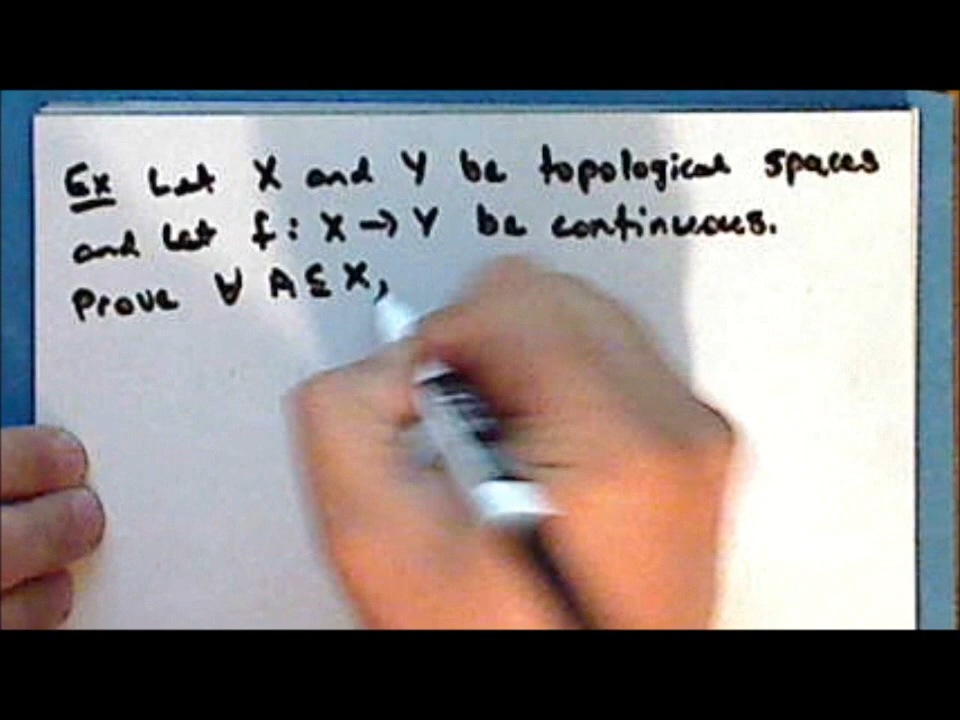 Ex Let X and Y be topological spaces
and let f: X → Y be continuous.
Prove ∀ A ⊆ X,